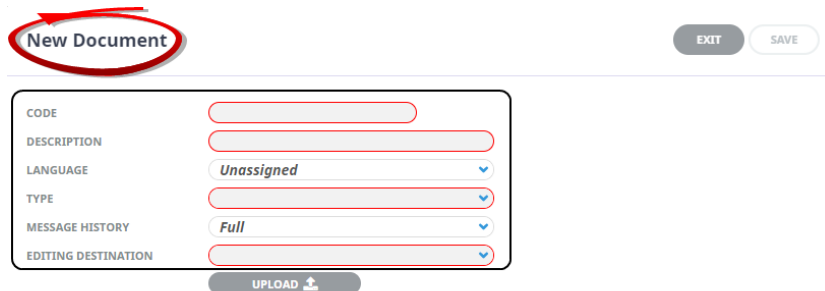 New Document
EXIT SAVE
CODE
DESCRIPTION
LANGUAGE Unassigned
TYPE
MESSAGE HISTORY Full
EDITING DESTINATION
UPLOAD